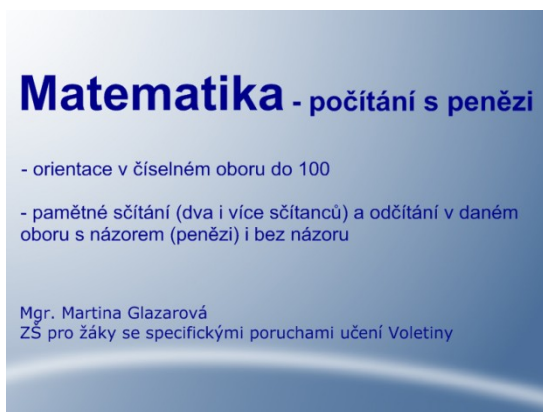 Matematika - počítání s penězi
- orientace v číselném oboru do 100
- pamětné sčítání (dva i více sčítanců) a odčítání v daném
oboru s názorem (penězi) i bez názoru
Mgr. Martina Glazarová
ZŠ pro žáky se specifickými poruchami učení Voletiny